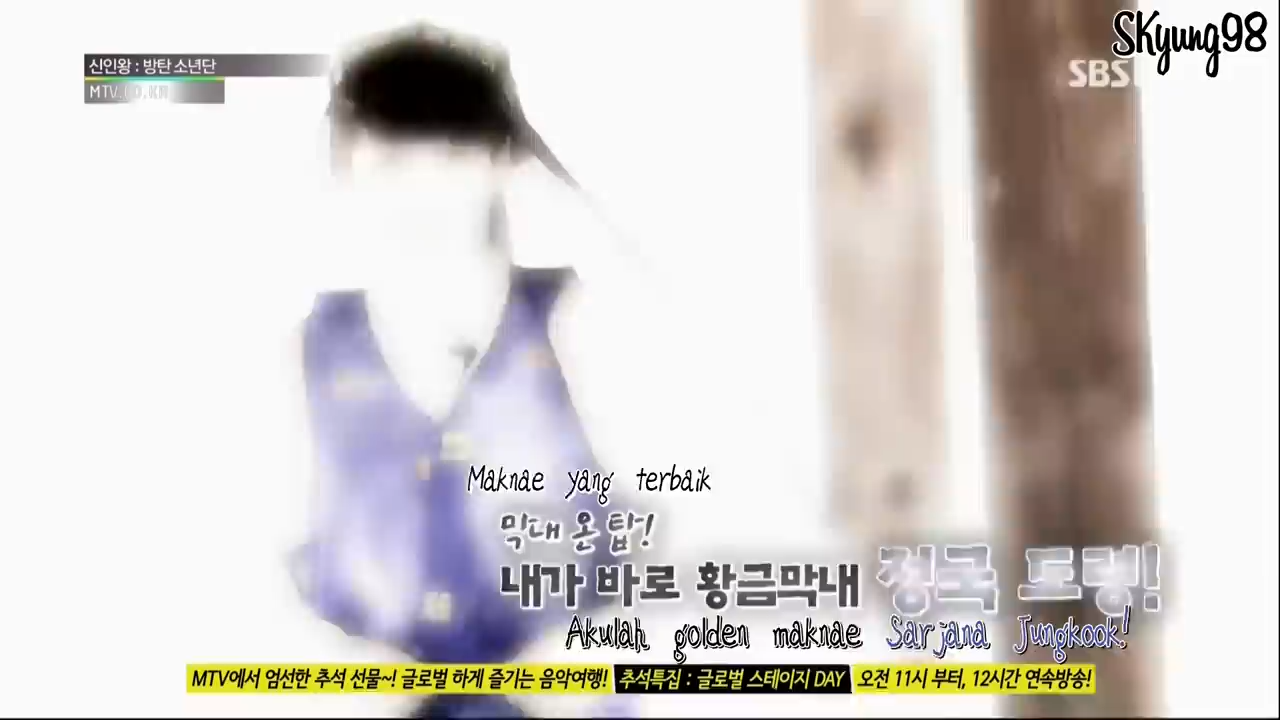 SKyung98
신인왕 : 방탄 소년단
SBS
MTV.CO.KR
Maknae yang terbaik
막내 온 탑!
내가 바로 황금막내 정국 도령!
Akulah golden maknae Sarjana Jungkook!
MTV에서 엄선한 추석 선물~! 글로벌 하게 즐기는 음악여행! 추석특집 : 글로벌 스테이지 DAY 오전 11시 부터, 12시간 연속방송!